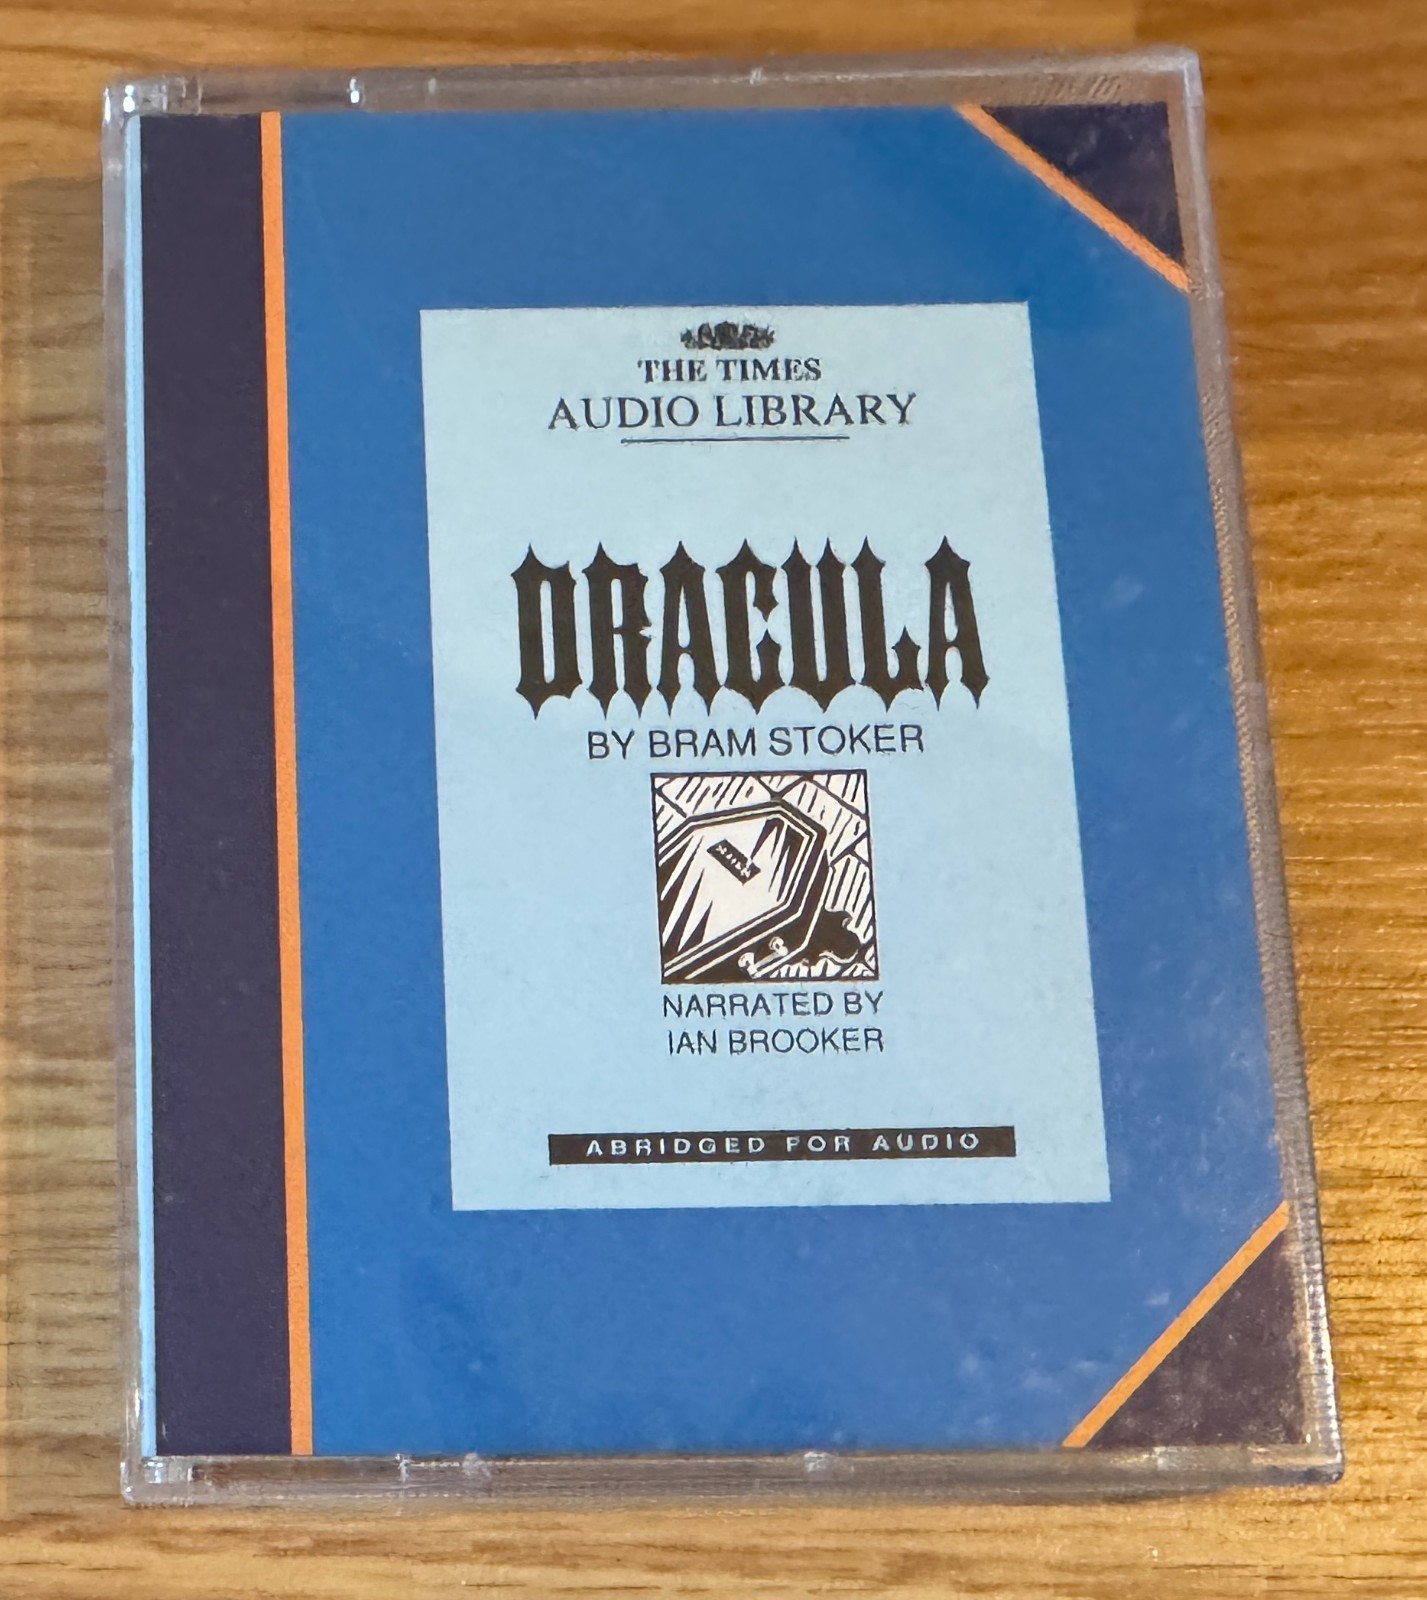 THE TIMES
AUDIO LIBRARY
DRACULA
BY BRAM STOKER
NARRATED BY
IAN BROOKER
ABRIDGED FOR AUDIO